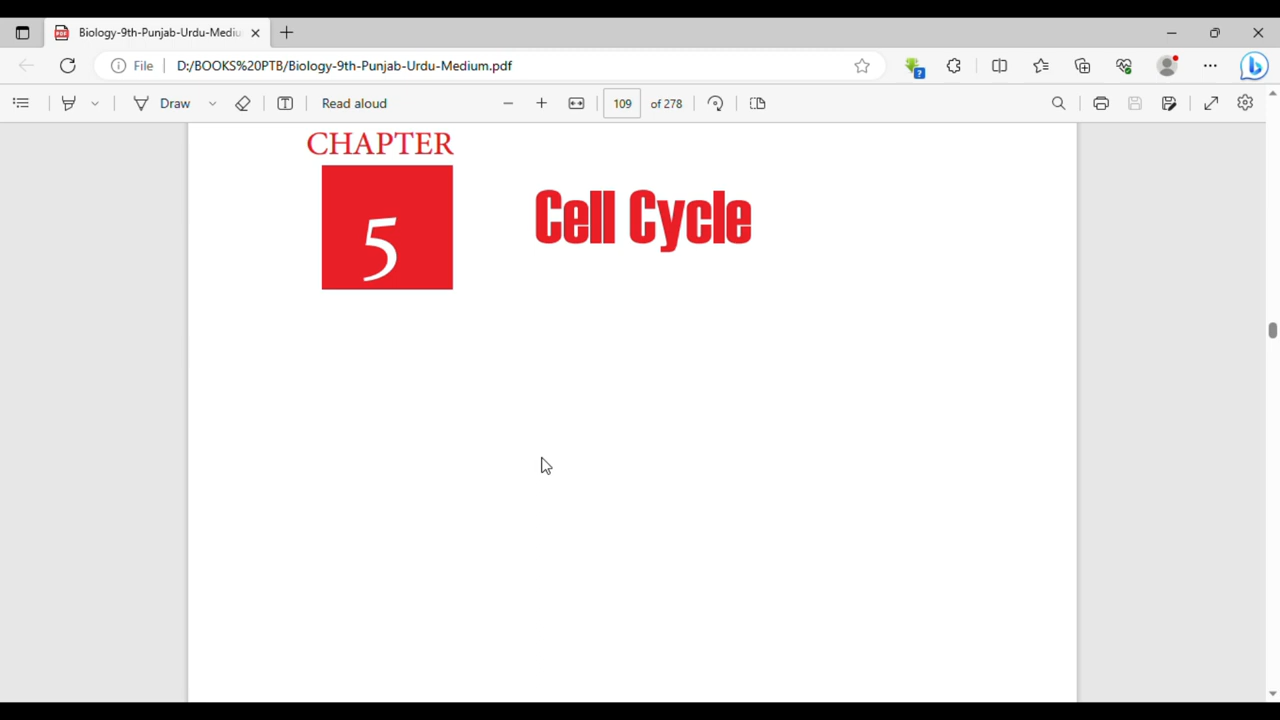 Biology-9th-Punjab-Urdu-Mediu
File
D:/BOOKS%20PTB/Biology-9th-Punjab-Urdu-Medium.pdf
Draw
Read aloud
109
of 278
CHAPTER
5
Cell Cycle